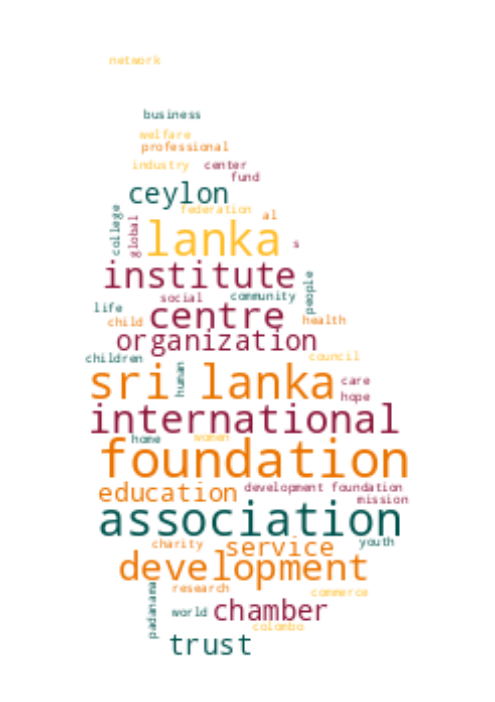 network
business
welfare
professional
industry center
fund
ceylon
federation
al
college
global
lanka
s
institute
people
social community
life
centre
child
health
organization
children
council
human
sri lanka
care
hope
international
home
women
foundation
education
development foundation
mission
association
charity
service
youth
development
research
commerce
padanama
world
chamber
colombo
trust